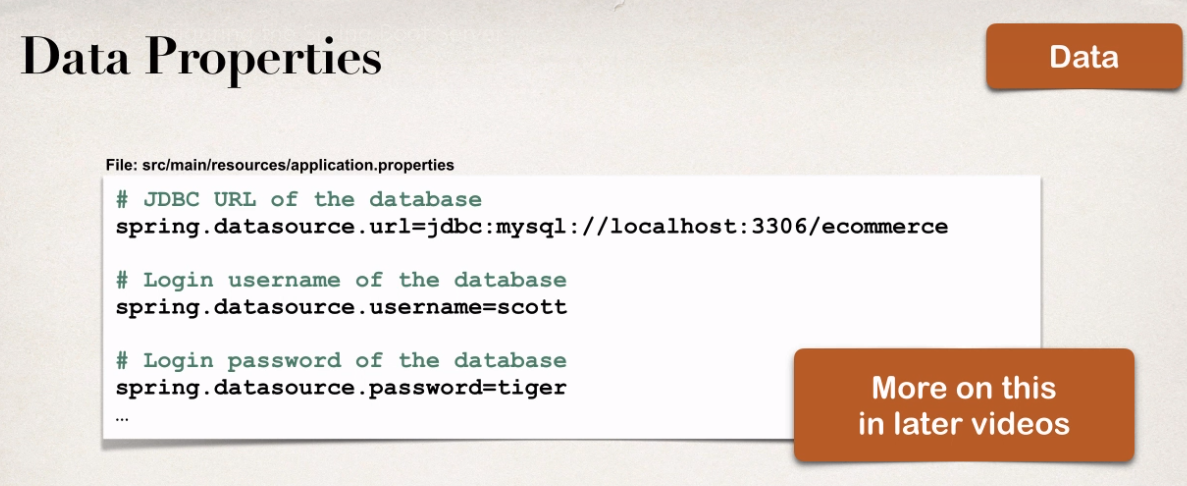 Data Properties
Data
File: src/main/resources/application.properties
# JDBC URL of the database
spring.datasource.url=jdbc:mysql://localhost:3306/ecommerce
# Login username of the database
spring.datasource.username=scott
# Login password of the database
spring.datasource.password=tiger
…
More on this
in later videos